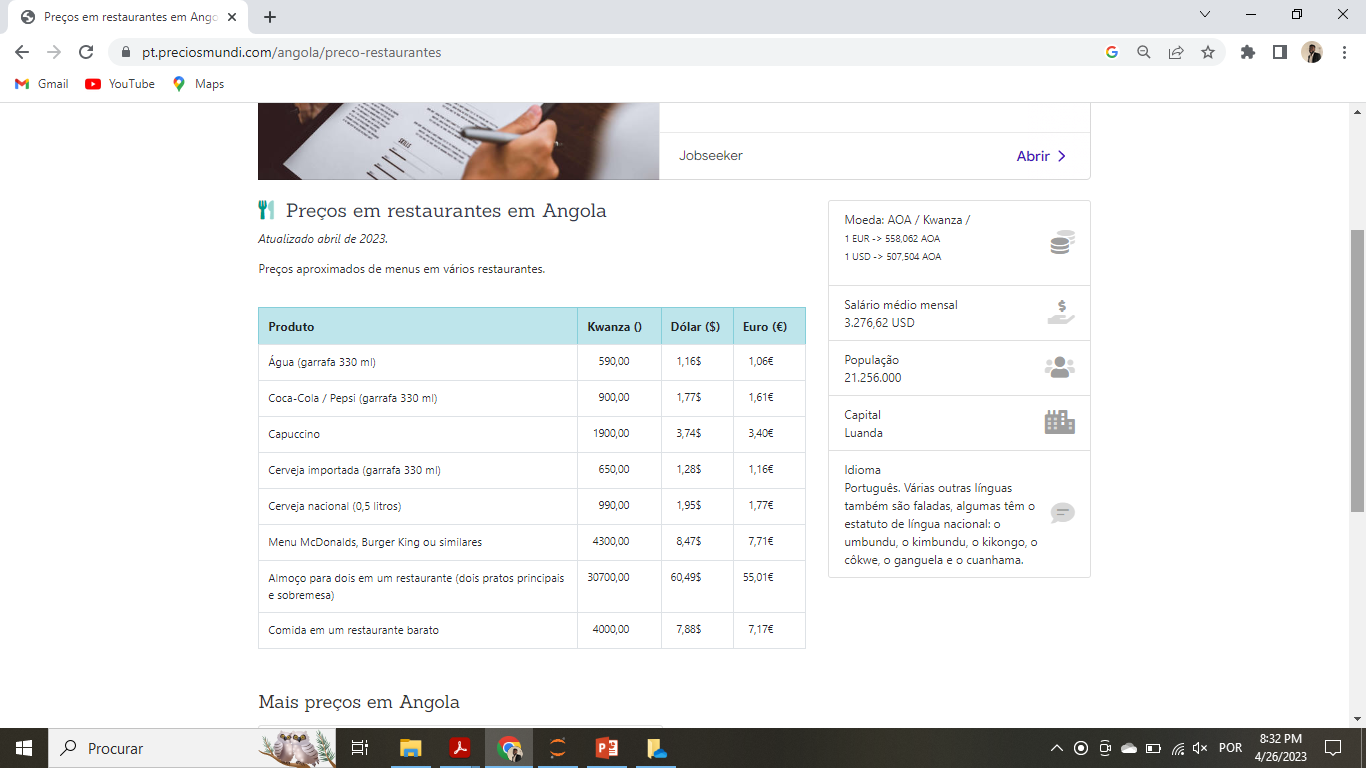 Preços em restaurantes em Ango
pt.preciosmundi.com/angola/preco-restaurantes
Gmail YouTube Maps
SKILLS
Jobseeker Abrir
Preços em restaurantes em Angola
Atualizado abril de 2023.
Preços aproximados de menus em vários restaurantes.
Produto Kwanza () Dólar ($) Euro (€)
Água (garrafa 330 ml) 590,00 1,16$ 1,06€
Coca-Cola / Pepsi (garrafa 330 ml) 900,00 1,77$ 1,61€
Capuccino 1900,00 3,74$ 3,40€
Cerveja importada (garrafa 330 ml) 650,00 1,28$ 1,16€
Cerveja nacional (0,5 litros) 990,00 1,95$ 1,77€
Menu McDonalds, Burger King ou similares 4300,00 8,47$ 7,71€
Almoço para dois em um restaurante (dois pratos principais 30700,00 60,49$ 55,01€
e sobremesa)
Comida em um restaurante barato 4000,00 7,88$ 7,17€
Mais preços em Angola
Moeda: AOA / Kwanza /
1 EUR -> 558,062 AOA
1 USD -> 507,504 AOA
Salário médio mensal
3.276,62 USD
População
21.256.000
Capital
Luanda
Idioma
Português. Várias outras línguas
também são faladas, algumas têm o
estatuto de língua nacional: o
umbundu, o kimbundu, o kikongo, o
côkwe, o ganguela e o cuanhama.
Procurar
POR
8:32 PM
4/26/2023